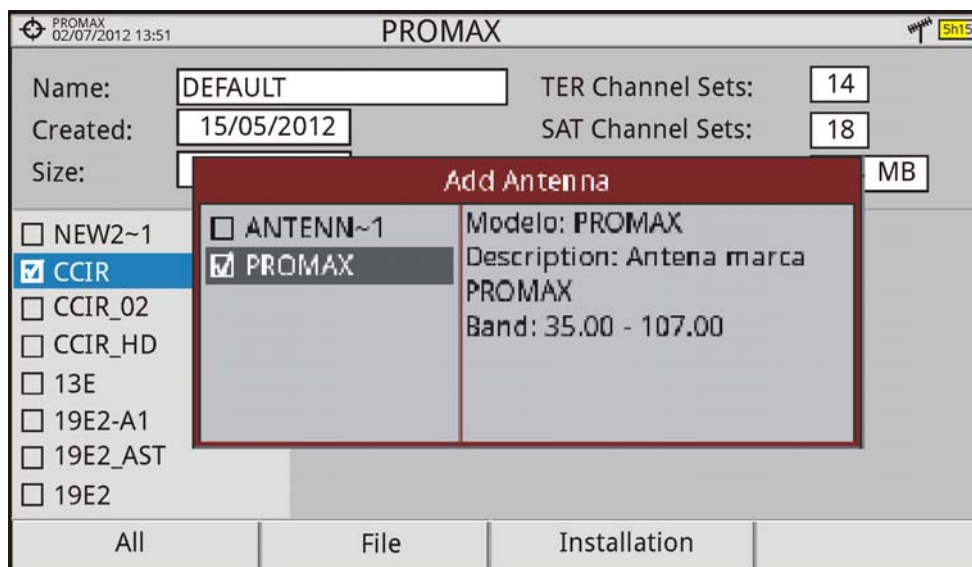 PROMAX
02/07/2012 13:51
PROMAX
5h15
Name: DEFAULT
TER Channel Sets: 14
Created: 15/05/2012
SAT Channel Sets: 18
Size:
MB
Add Antenna
NEW2~1
CCIR
CCIR_02
CCIR_HD
13E
19E2-A1
19E2_AST
19E2
ANTENN~1
PROMAX
Modelo: PROMAX
Description: Antena marca
PROMAX
Band: 35.00 - 107.00
All
File
Installation